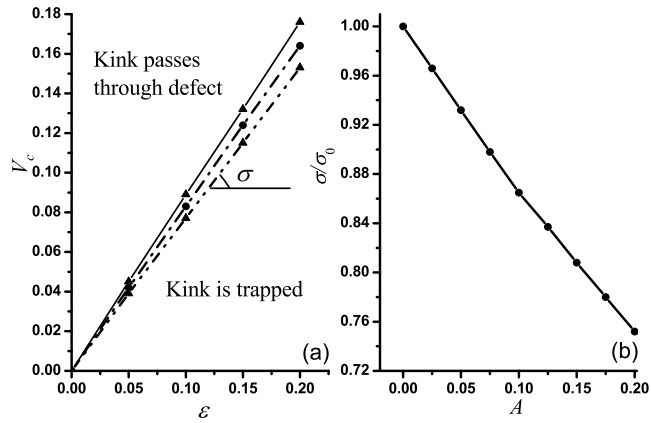 0.18
0.16
0.14
0.12
0.10
0.08
0.06
0.04
0.02
0.00
V_c
Kink passes
through defect
σ
Kink is trapped
(a)
0.00 0.05 0.10 0.15 0.20
ε
1.00
0.96
0.92
0.88
0.84
0.80
0.76
0.72
σ/σ₀
(b)
0.00 0.05 0.10 0.15 0.20
A